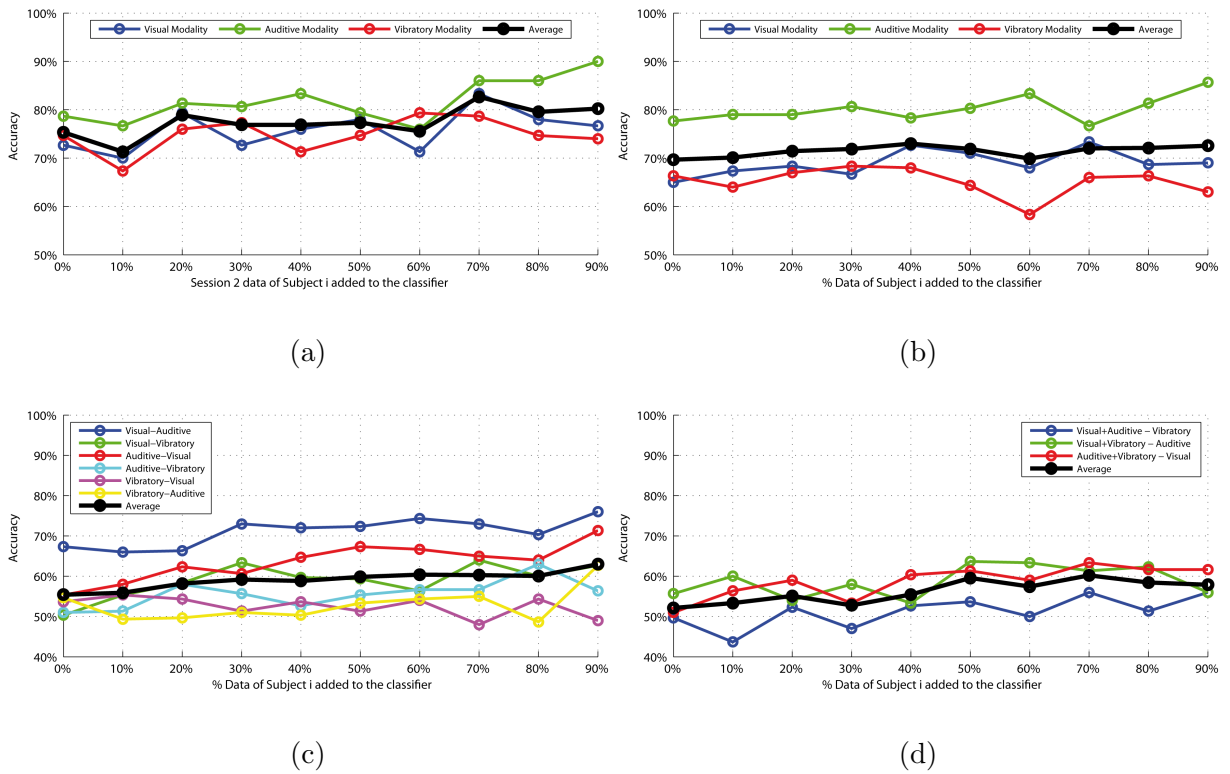 100%
90%
80%
70%
60%
50%
Accuracy
Visual Modality Auditive Modality Vibratory Modality Average
0% 10% 20% 30% 40% 50% 60% 70% 80% 90%
Session 2 data of Subject i added to the classifier
(a)
100%
90%
80%
70%
60%
50%
Accuracy
Visual Modality Auditive Modality Vibratory Modality Average
0% 10% 20% 30% 40% 50% 60% 70% 80% 90%
% Data of Subject i added to the classifier
(b)
100%
90%
80%
70%
60%
50%
40%
Accuracy
Visual−Auditive
Visual−Vibratory
Auditive−Visual
Auditive−Vibratory
Vibratory−Visual
Vibratory−Auditive
Average
0% 10% 20% 30% 40% 50% 60% 70% 80% 90%
% Data of Subject i added to the classifier
(c)
100%
90%
80%
70%
60%
50%
40%
Accuracy
Visual+Auditive − Vibratory
Visual+Vibratory − Auditive
Auditive+Vibratory − Visual
Average
0% 10% 20% 30% 40% 50% 60% 70% 80% 90%
% Data of Subject i added to the classifier
(d)